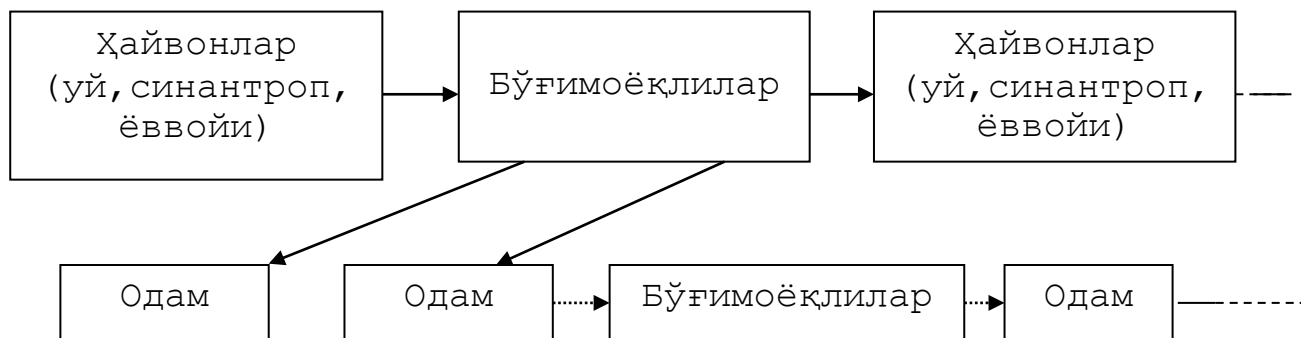 Ҳайвонлар
(уй,синантроп,
ёввойи)
Бўғимоёқлилар
Ҳайвонлар
(уй,синантроп,
ёввойи)
Одам
Одам
Бўғимоёқлилар
Одам